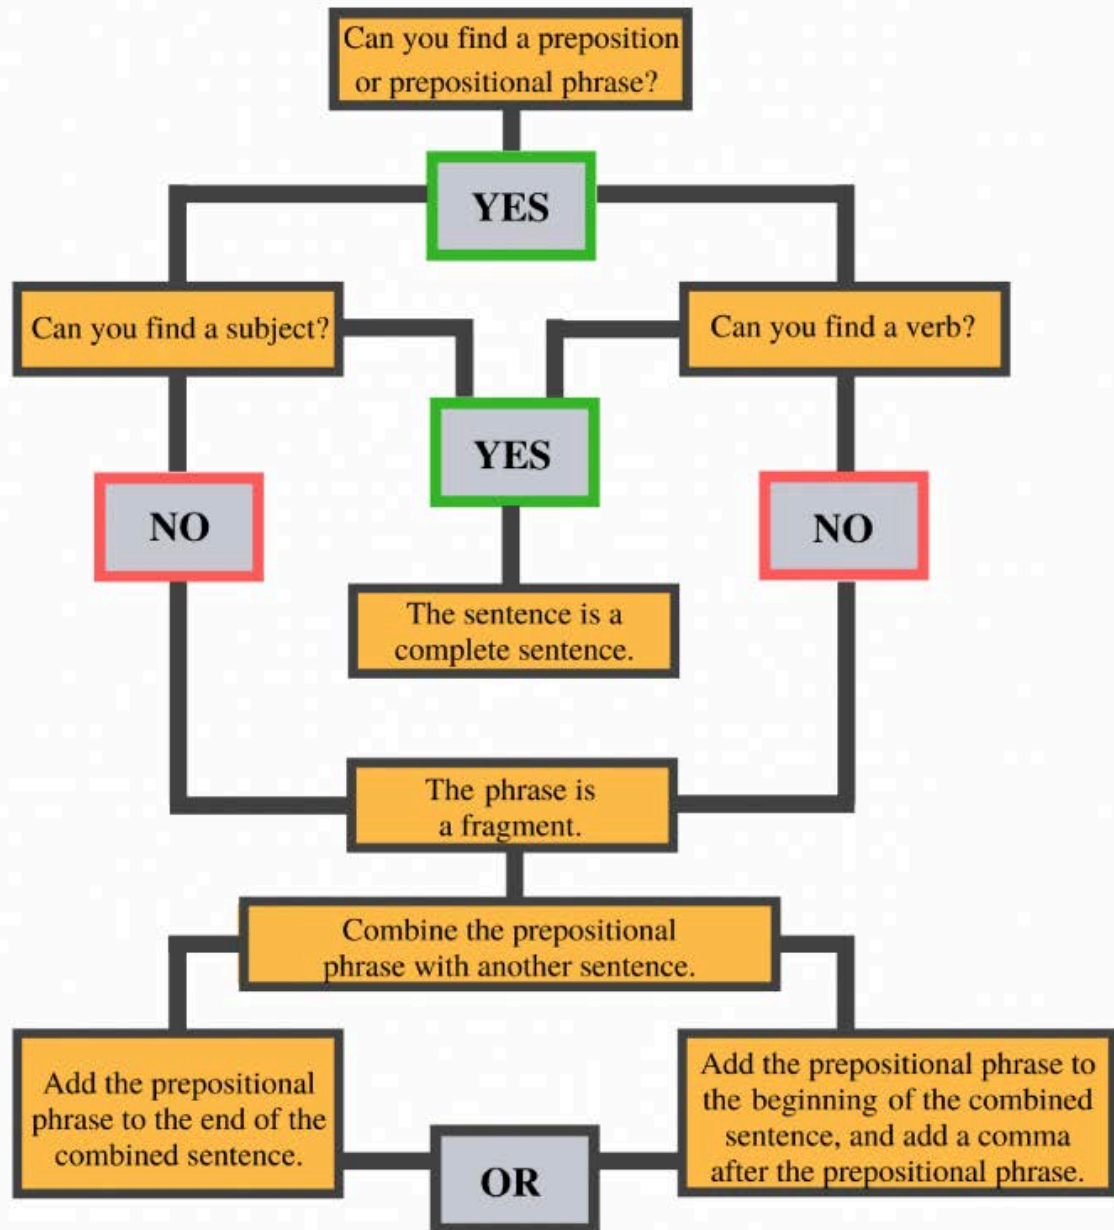 Can you find a preposition
or prepositional phrase?
YES
Can you find a subject?
Can you find a verb?
YES
NO
NO
The sentence is a
complete sentence.
The phrase is
a fragment.
Combine the prepositional
phrase with another sentence.
Add the prepositional
phrase to the end of the
combined sentence.
Add the prepositional phrase to
the beginning of the combined
sentence, and add a comma
after the prepositional phrase.
OR